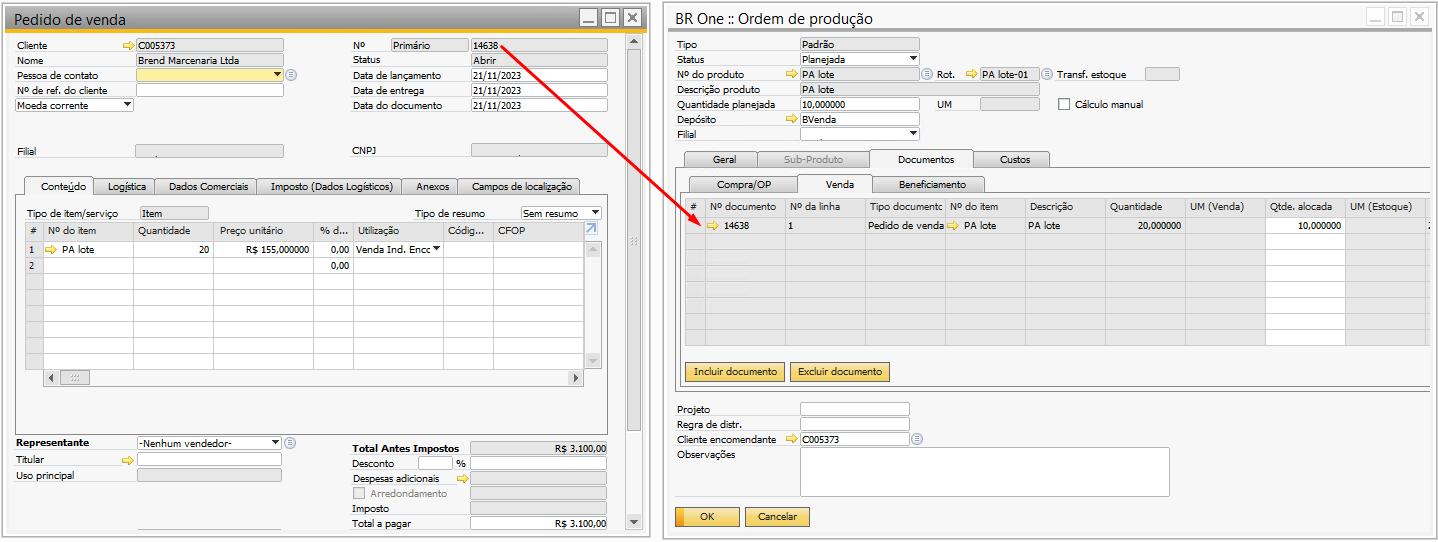 Pedido de venda
Cliente C005373
Nome Brend Marcenaria Ltda
Pessoa de contato
Nº de ref. do cliente
Moeda corrente
Filial
Nº Primário 14638
Status Abrir
Data de lançamento 21/11/2023
Data de entrega 21/11/2023
Data do documento 21/11/2023
CNPJ
Conteúdo Logística Dados Comerciais Imposto (Dados Logísticos) Anexos Campos de localização
Tipo de item/serviço Item Tipo de resumo Sem resumo
# Nº do item Quantidade Preço unitário % d... Utilização Códig... CFOP
1 PA lote 20 R$ 155,000000 0,00 Venda Ind. Enco
2 0,00
Representante -Nenhum vendedor-
Titular
Uso principal
Total Antes Impostos R$ 3.100,00
Desconto %
Despesas adicionais
Arredondamento
Imposto
Total a pagar R$ 3.100,00
BR One :: Ordem de produção
Tipo Padrão
Status Planejada
Nº do produto PA lote Rot. PA lote-01 Transf. estoque
Descrição produto PA lote
Quantidade planejada 10,000000 UM Cálculo manual
Depósito BVenda
Filial
Geral Sub-Produto Documentos Custos
Compra/OP Venda Beneficiamento
# Nº documento Nº da linha Tipo documento Nº do item Descrição Quantidade UM (Venda) Qtde. alocada UM (Estoque)
14638 1 Pedido de venda PA lote PA lote 20,000000 10,000000
Incluir documento Excluir documento
Projeto
Regra de distr.
Cliente encomendante C005373
Observações
OK Cancelar